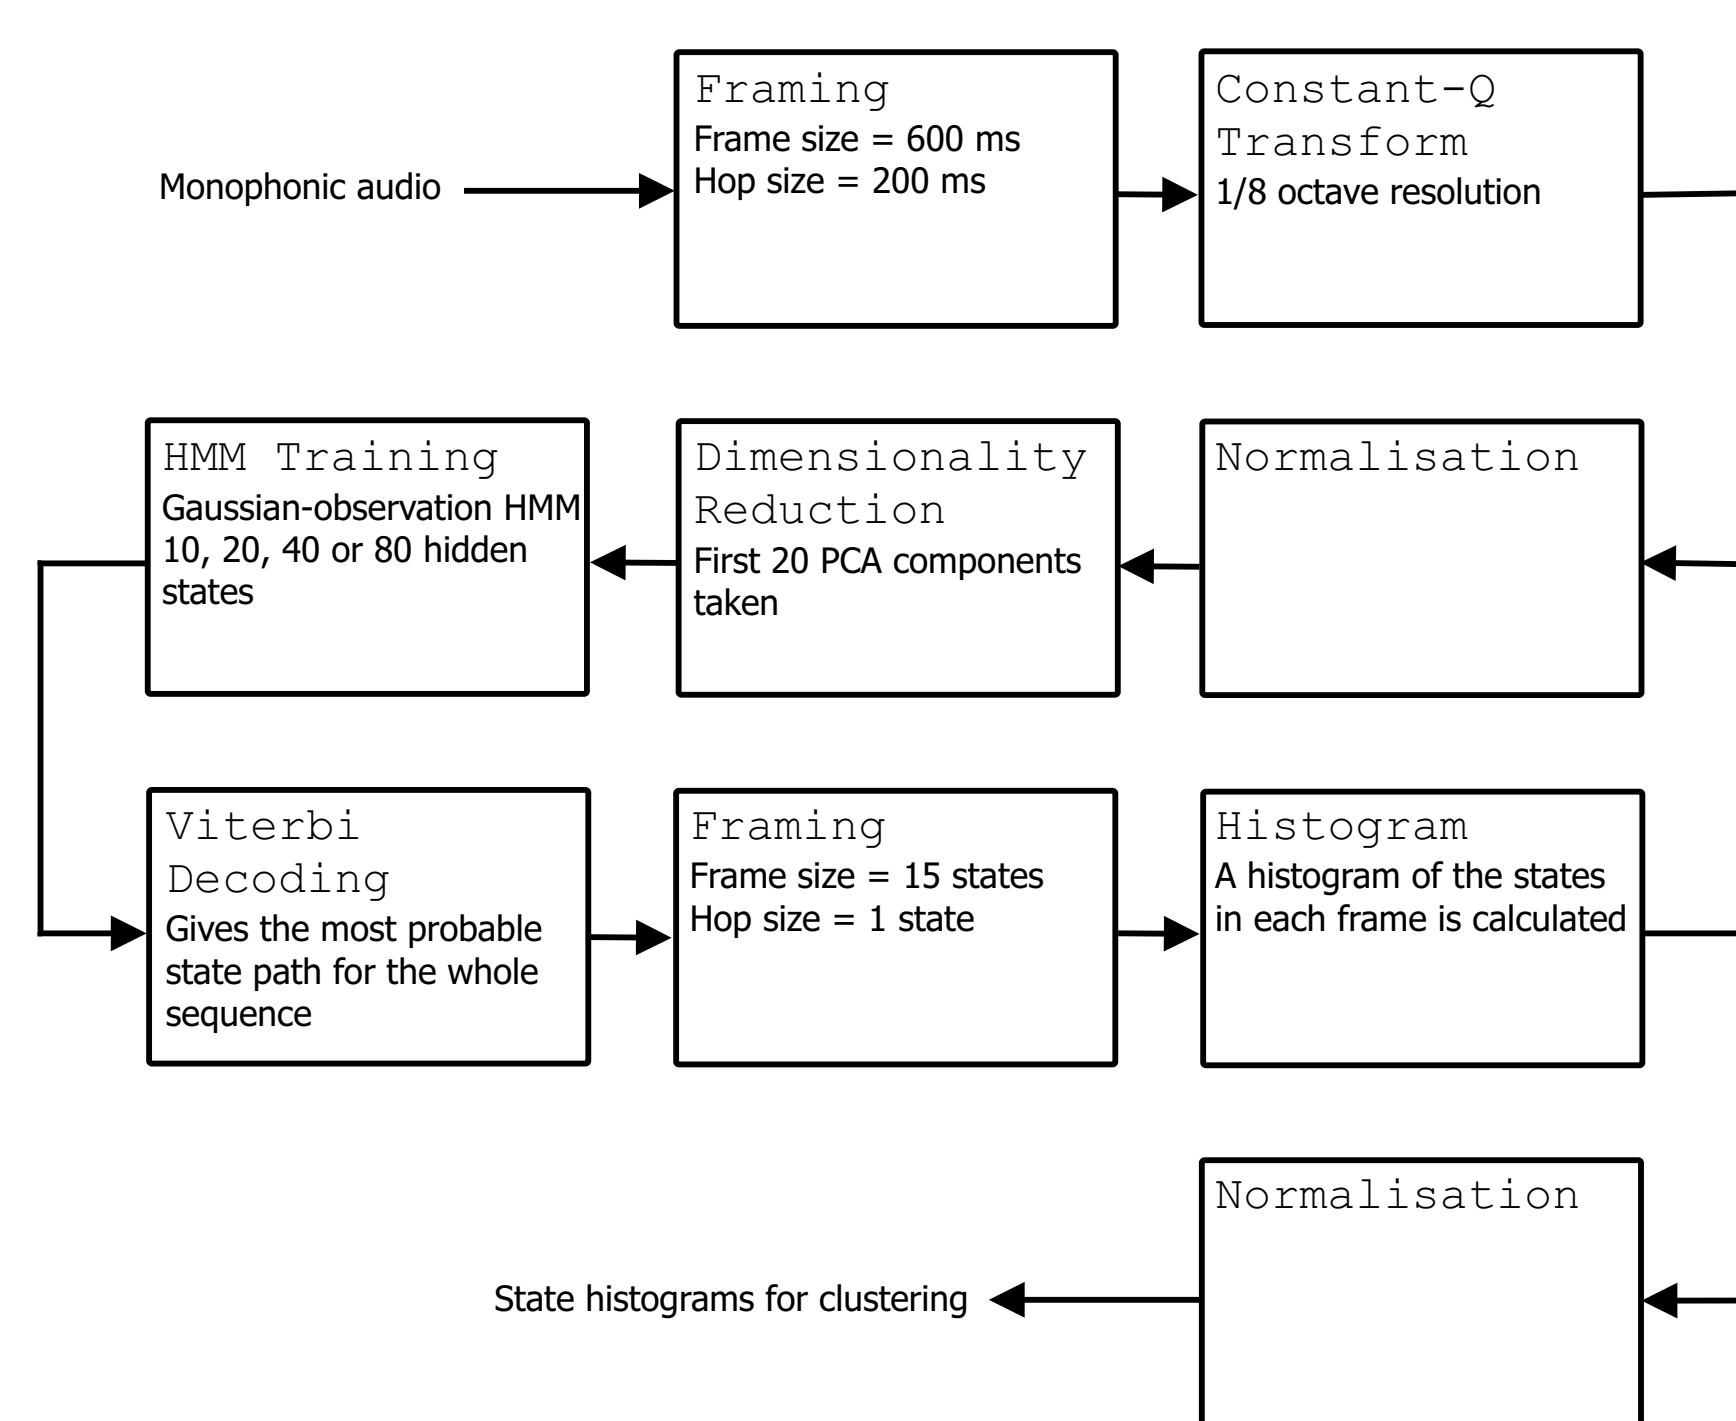 Monophonic audio
Framing
Frame size = 600 ms
Hop size = 200 ms
Constant-Q
Transform
1/8 octave resolution
HMM Training
Gaussian-observation HMM
10, 20, 40 or 80 hidden
states
Dimensionality
Reduction
First 20 PCA components
taken
Normalisation
Viterbi
Decoding
Gives the most probable
state path for the whole
sequence
Framing
Frame size = 15 states
Hop size = 1 state
Histogram
A histogram of the states
in each frame is calculated
Normalisation
State histograms for clustering